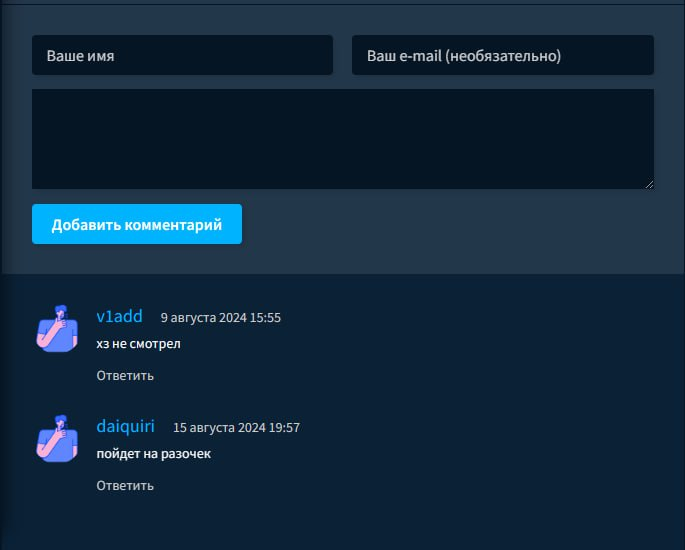 Ваше имя
Ваш e-mail (необязательно)
Добавить комментарий
v1add 9 августа 2024 15:55
хз не смотрел
Ответить
daiquiri 15 августа 2024 19:57
пойдет на разочек
Ответить